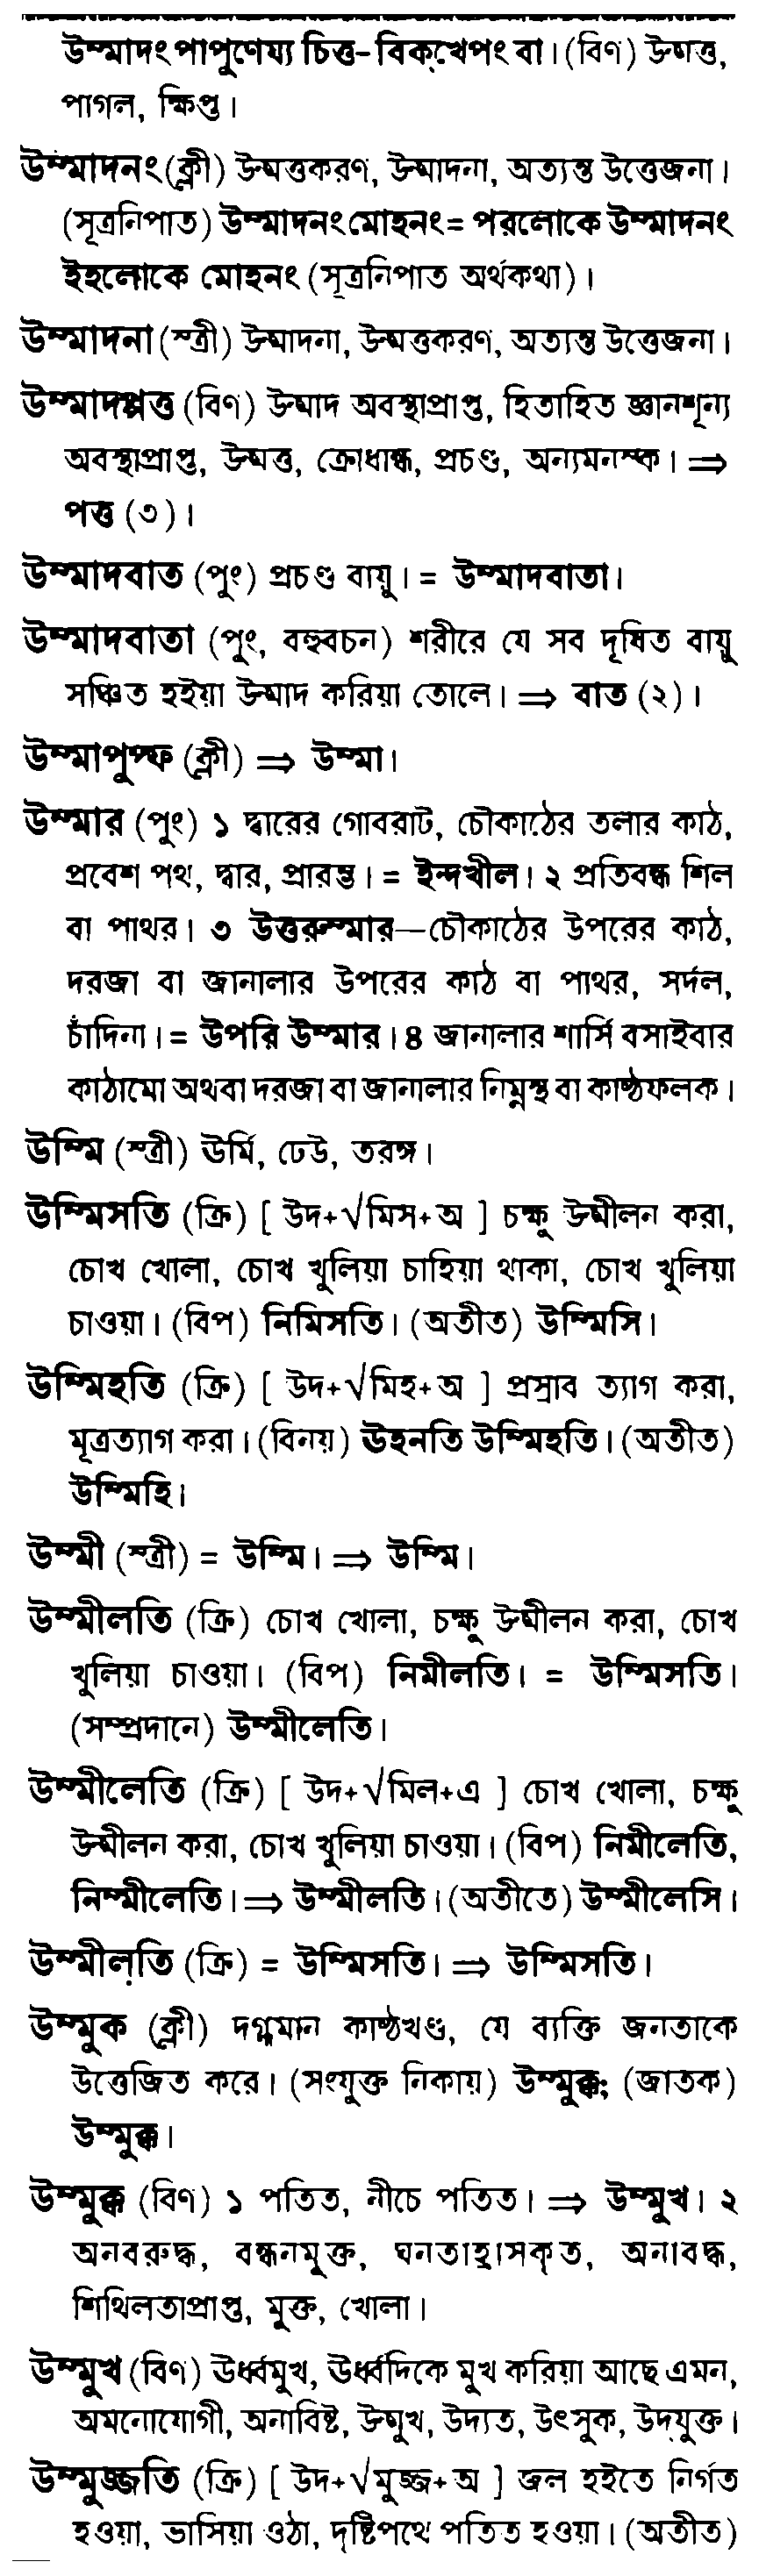 উম্মাদং পাপুণেয্য চিত্ত-বিক্খেপং বা। (বিণ) উন্মত্ত,
পাগল, ক্ষিপ্ত।
উম্মাদনং (ক্লী) উন্মত্তকরণ, উন্মাদনা, অত্যন্ত উত্তেজনা।
(সূত্রনিপাত) উম্মাদনং মোহনং = পরলোকে উম্মাদনং
ইহলোকে মোহনং (সূত্রনিপাত অর্থকথা)।
উম্মাদনা (স্ত্রী) উন্মাদনা, উন্মত্তকরণ, অত্যন্ত উত্তেজনা।
উম্মাদপ্পত্ত (বিণ) উন্মাদ অবস্থাপ্রাপ্ত, হিতাহিত জ্ঞানশূন্য
অবস্থাপ্রাপ্ত, উন্মত্ত, ক্রোধান্ধ, প্রচণ্ড, অন্যমনস্ক। ⇒
পত্ত (৩)।
উম্মাদবাত (পুং) প্রচণ্ড বায়ু। = উম্মাদবাতা।
উম্মাদবাতা (পুং, বহুবচন) শরীরে যে সব দূষিত বায়ু
সঞ্চিত হইয়া উন্মাদ করিয়া তোলে। ⇒ বাত (২)।
উম্মাপুপ্ফ (ক্লী) ⇒ উম্মা।
উম্মার (পুং) ১ দ্বারের গোবরাট, চৌকাঠের তলার কাঠ,
প্রবেশ পথ, দ্বার, প্রারম্ভ। = ইন্দখীল। ২ প্রতিবন্ধ শিল
বা পাথর। ৩ উত্তরুম্মার—চৌকাঠের উপরের কাঠ,
দরজা বা জানালার উপরের কাঠ বা পাথর, সর্দল,
চাঁদিনা। = উপরি উম্মার। ৪ জানালার শার্সি বসাইবার
কাঠামো অথবা দরজা বা জানালার নিম্নস্থ বা কাষ্ঠফলক।
উম্মি (স্ত্রী) ঊর্মি, ঢেউ, তরঙ্গ।
উম্মিসতি (ক্রি) [ উদ+√মিস+অ ] চক্ষু উন্মীলন করা,
চোখ খোলা, চোখ খুলিয়া চাহিয়া থাকা, চোখ খুলিয়া
চাওয়া। (বিপ) নিমিসতি। (অতীত) উম্মিসি।
উম্মিহতি (ক্রি) [ উদ+√মিহ+অ ] প্রস্রাব ত্যাগ করা,
মূত্রত্যাগ করা। (বিনয়) ঊহনতি উম্মিহতি। (অতীত)
উম্মিহি।
উম্মী (স্ত্রী) = উম্মি। ⇒ উম্মি।
উম্মীলতি (ক্রি) চোখ খোলা, চক্ষু উন্মীলন করা, চোখ
খুলিয়া চাওয়া। (বিপ) নিমীলতি। = উম্মিসতি।
(সম্প্রদানে) উম্মীলেতি।
উম্মীলেতি (ক্রি) [ উদ+√মিল+এ ] চোখ খোলা, চক্ষু
উন্মীলন করা, চোখ খুলিয়া চাওয়া। (বিপ) নিমীলেতি,
নিম্মীলেতি। ⇒ উম্মীলতি। (অতীতে) উম্মীলেসি।
উম্মীল়তি (ক্রি) = উম্মিসতি। ⇒ উম্মিসতি।
উম্মুক (ক্লী) দগ্ধমান কাষ্ঠখণ্ড, যে ব্যক্তি জনতাকে
উত্তেজিত করে। (সংযুক্ত নিকায়) উম্মুক্ক; (জাতক)
উম্মুক্ক।
উম্মুক্ক (বিণ) ১ পতিত, নীচে পতিত। ⇒ উম্মুখ। ২
অনবরুদ্ধ, বন্ধনমুক্ত, ঘনতাহ্রাসকৃত, অনাবদ্ধ,
শিথিলতাপ্রাপ্ত, মুক্ত, খোলা।
উম্মুখ (বিণ) ঊর্ধ্বমুখ, ঊর্ধ্বদিকে মুখ করিয়া আছে এমন,
অমনোযোগী, অনাবিষ্ট, উন্মুখ, উদ্যত, উৎসুক, উদযুক্ত।
উম্মুজ্জতি (ক্রি) [ উদ+√মুজ্জ+অ ] জল হইতে নির্গত
হওয়া, ভাসিয়া ওঠা, দৃষ্টিপথে পতিত হওয়া। (অতীত)